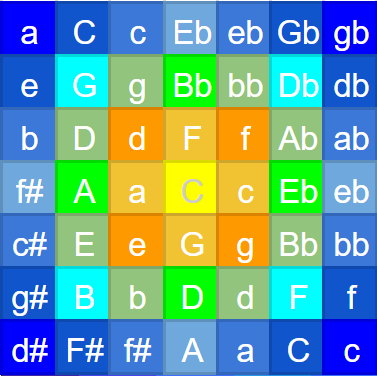 a C c Eb eb Gb gb
e G g Bb bb Db db
b D d F f Ab ab
f# A a C c Eb eb
c# E e G g Bb bb
g# B b D d F f
d# F# f# A a C c